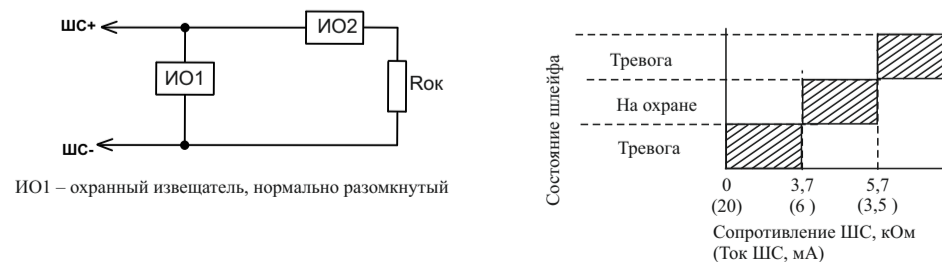 ШС+
ИО2
ИО1
Rок
ШС-
ИО1 – охранный извещатель, нормально разомкнутый
Состояние шлейфа
Тревога
На охране
Тревога
0 3,7 5,7
(20) (6 ) (3,5 )
Сопротивление ШС, кОм
(Ток ШС, мА)